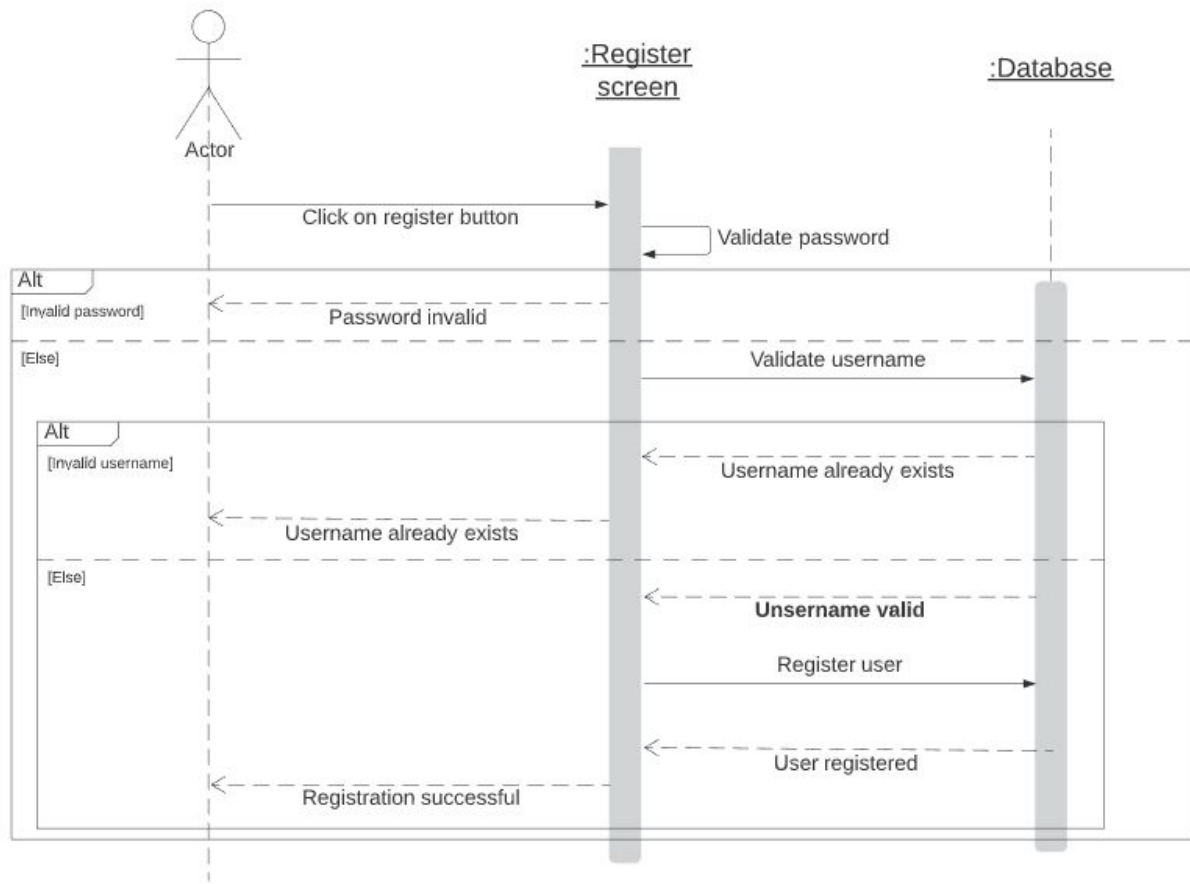 :Register
screen
:Database
Actor
Click on register button
Validate password
Alt
[Invalid password]
Password invalid
[Else]
Validate username
Alt
[Invalid username]
Username already exists
Username already exists
[Else]
Unsername valid
Register user
User registered
Registration successful